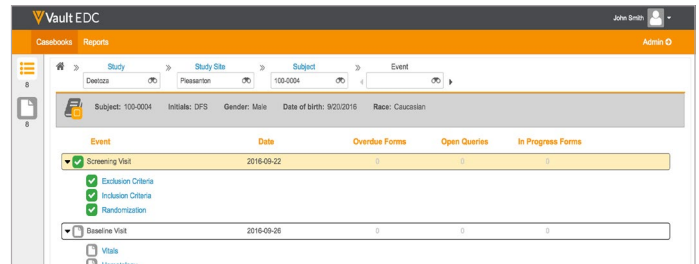 Vault EDC
John Smith
Casebooks Reports Admin
8
8
» Study » Study Site » Subject » Event
Deetoza Pleasanton 100-0004
Subject: 100-0004 Initials: DFS Gender: Male Date of birth: 9/20/2016 Race: Caucasian
Event Date Overdue Forms Open Queries In Progress Forms
Screening Visit 2016-09-22 0 0 0
Exclusion Criteria
Inclusion Criteria
Randomization
Baseline Visit 2016-09-26 0 0 0
Vitals